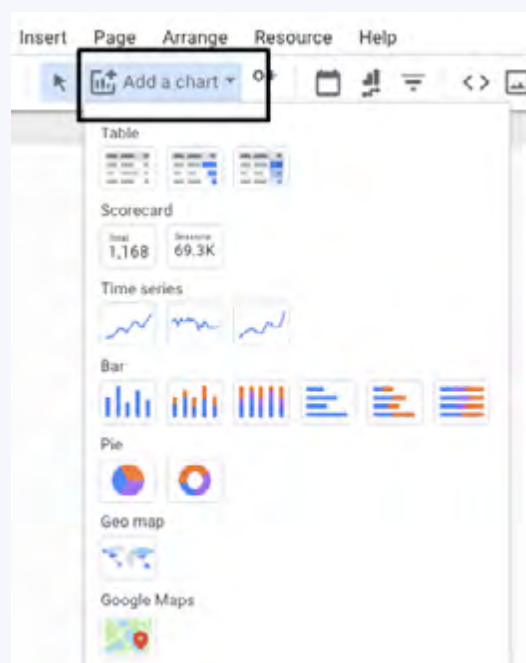 Insert Page Arrange Resource Help
Add a chart
Table
Scorecard
Total
1,168
Sessions
69.3K
Time series
Bar
Pie
Geo map
Google Maps